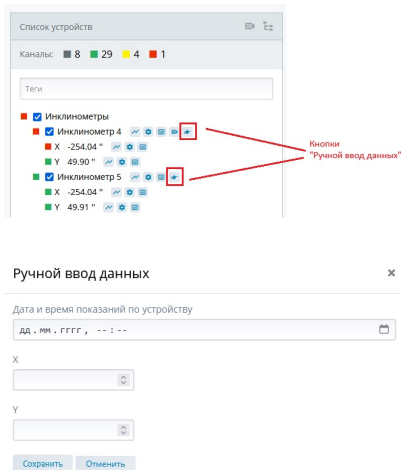 Список устройств
Каналы: 8 29 4 1
Теги
Инклинометры
Инклинометр 4
X -254.04 "
Y 49.90 "
Инклинометр 5
X -254.04 "
Y 49.91 "
Кнопки
"Ручной ввод данных"
Ручной ввод данных ×
Дата и время показаний по устройству
дд.мм.гггг, --:--
X
Y
Сохранить Отменить